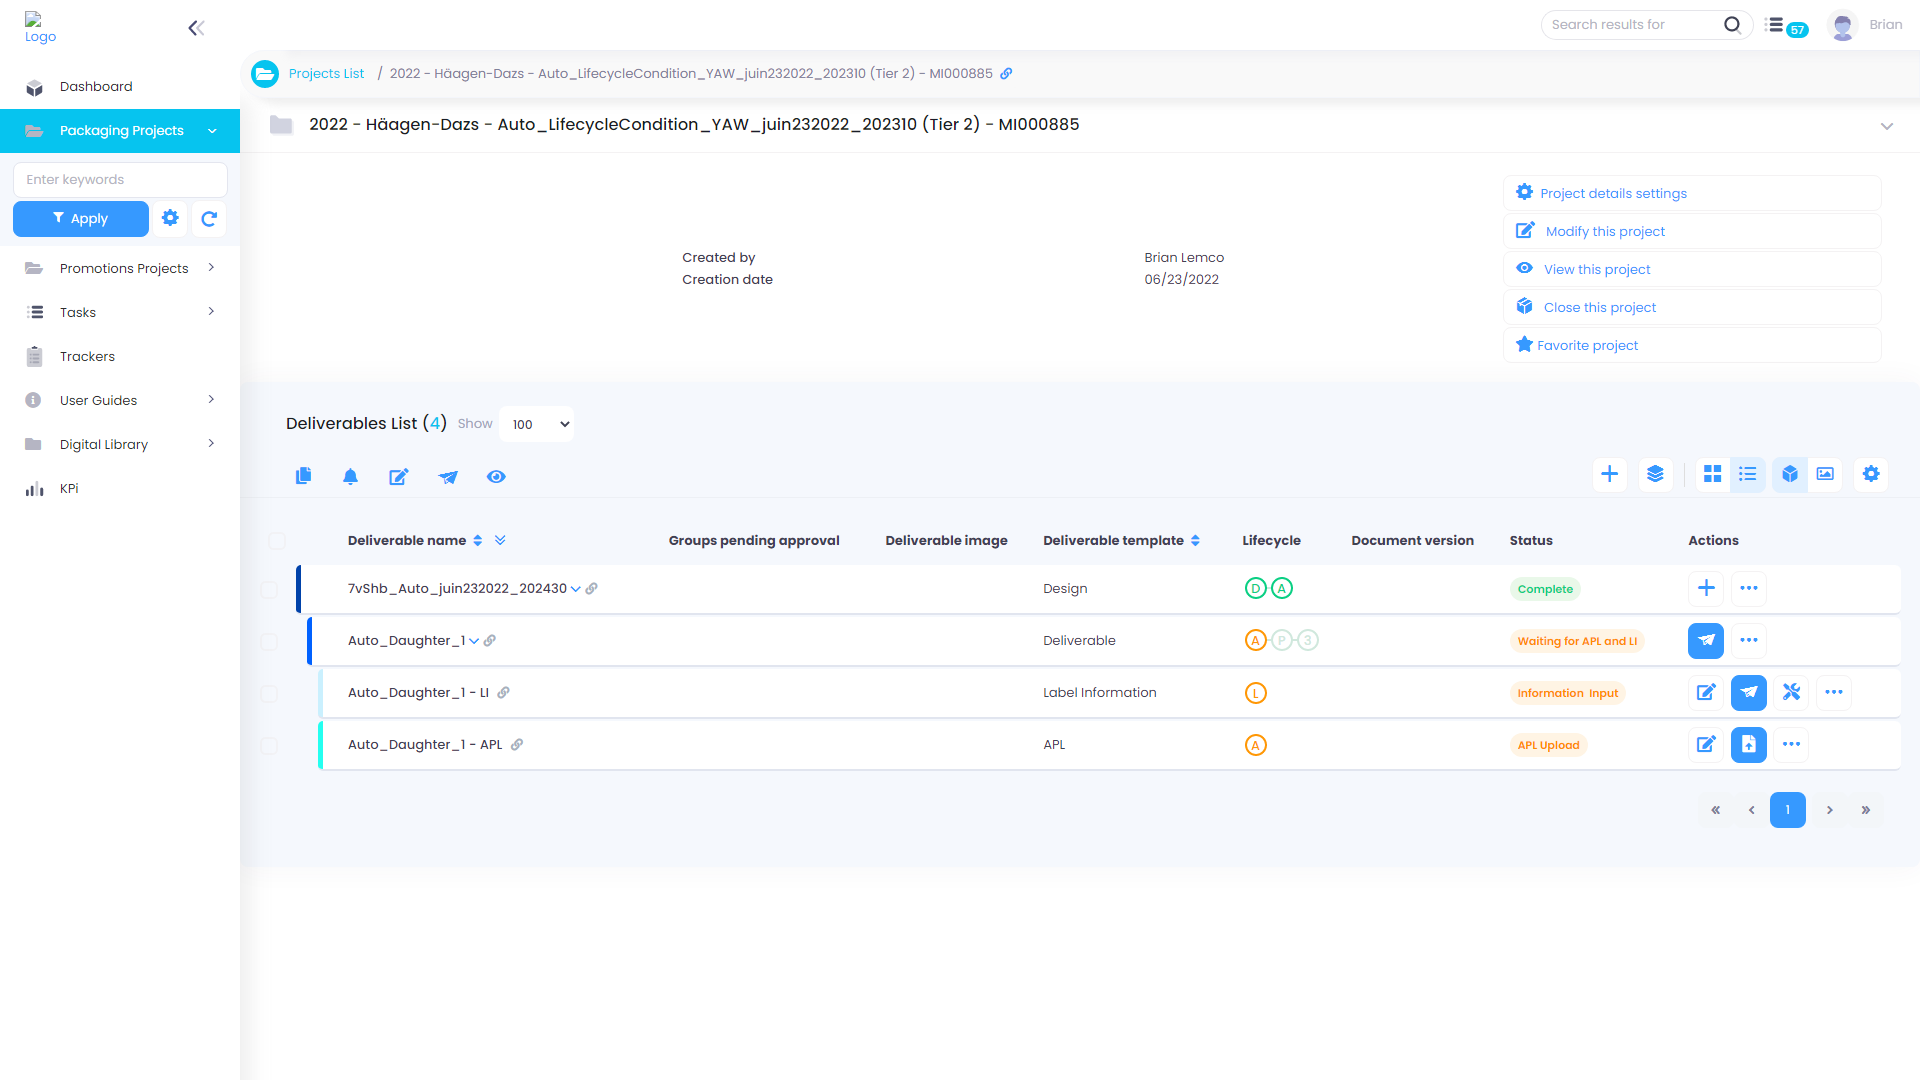 Logo
Search results for
57
Brian
Projects List / 2022 - Häagen-Dazs - Auto_LifecycleCondition_YAW_juin232022_202310 (Tier 2) - MI000885
Dashboard
Packaging Projects
Enter keywords
Apply
Promotions Projects
Tasks
Trackers
User Guides
Digital Library
KPi
2022 - Häagen-Dazs - Auto_LifecycleCondition_YAW_juin232022_202310 (Tier 2) - MI000885
Created by Brian Lemco
Creation date 06/23/2022
Project details settings
Modify this project
View this project
Close this project
Favorite project
Deliverables List (4) Show 100
Deliverable name Groups pending approval Deliverable image Deliverable template Lifecycle Document version Status Actions
7vShb_Auto_juin232022_202430 Design D A Complete
Auto_Daughter_1 Deliverable A P 3 Waiting for APL and LI
Auto_Daughter_1 - LI Label Information L Information Input
Auto_Daughter_1 - APL APL A APL Upload
« ‹ 1 › »